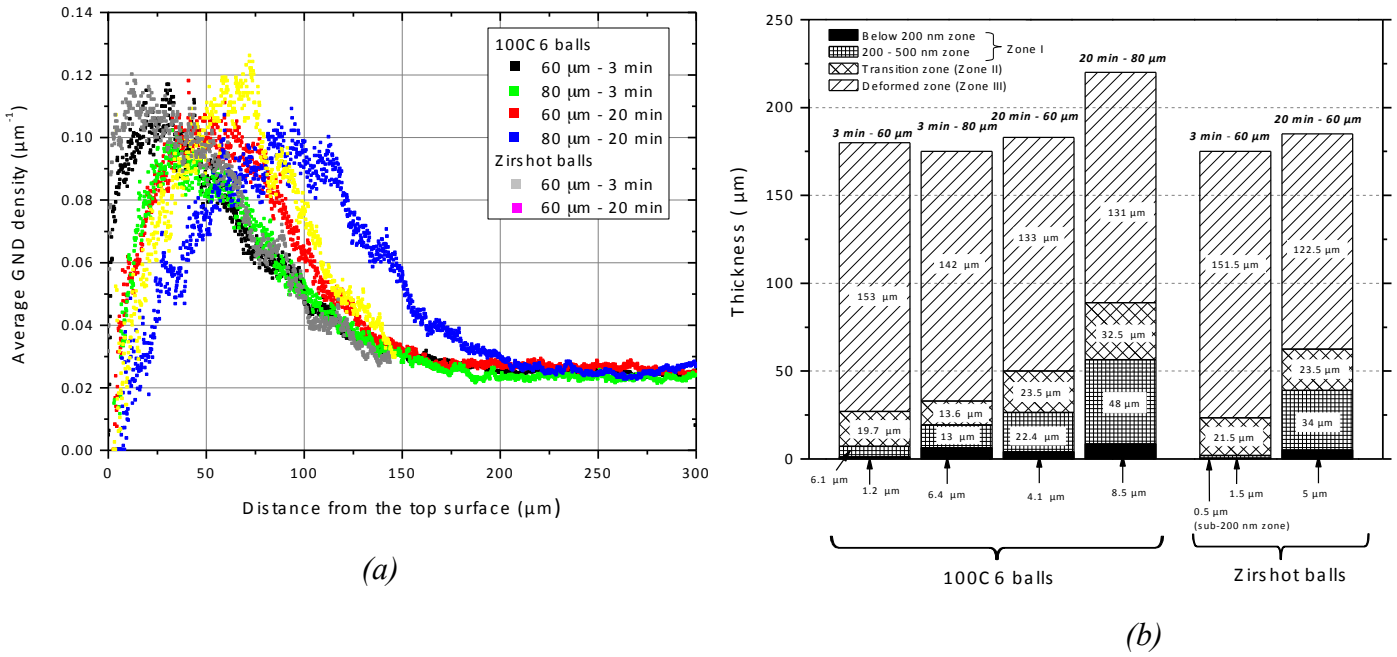 0.14
0.12
0.10
0.08
0.06
0.04
0.02
0.00
Average GND density (µm⁻¹)
0
50
100
150
200
250
300
Distance from the top surface (µm)
100C6 balls
60 µm - 3 min
80 µm - 3 min
60 µm - 20 min
80 µm - 20 min
Zirshot balls
60 µm - 3 min
60 µm - 20 min
(a)
250
200
150
100
50
0
Thickness ( µm)
Below 200 nm zone
200 - 500 nm zone
Zone I
Transition zone (Zone II)
Deformed zone (Zone III)
3 min - 60 µm
3 min - 80 µm
20 min - 60 µm
20 min - 80 µm
3 min - 60 µm
20 min - 60 µm
153 µm
142 µm
133 µm
131 µm
151.5 µm
122.5 µm
19.7 µm
13.6 µm
23.5 µm
32.5 µm
21.5 µm
23.5 µm
13 µm
22.4 µm
48 µm
34 µm
6.1 µm
1.2 µm
6.4 µm
4.1 µm
8.5 µm
0.5 µm
(sub-200 nm zone)
1.5 µm
5 µm
100C6 balls
Zirshot balls
(b)